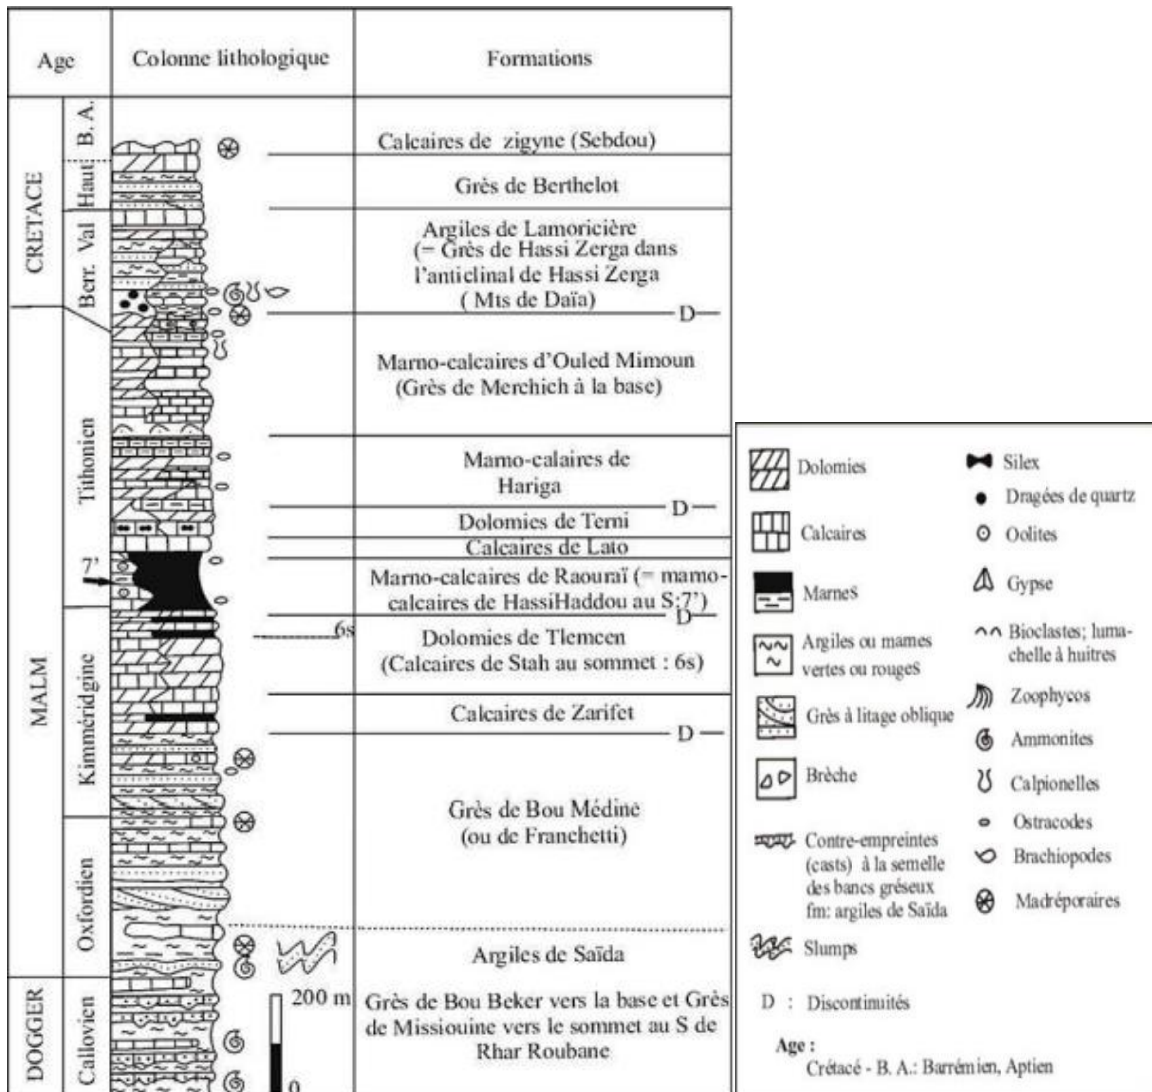 Age
Colonne lithologique
Formations
CRETACE
MALM
DOGGER
B. A.
Haut
Val
Berr.
Tithonien
Kimméridgine
Oxfordien
Callovien
7'
6s
200 m
0
Calcaires de zigyne (Sebdou)
Grès de Berthelot
Argiles de Lamoricière
(= Grès de Hassi Zerga dans
l'anticlinal de Hassi Zerga
( Mts de Daïa)
D
Marno-calcaires d'Ouled Mimoun
(Grès de Merchich à la base)
Marno-calaires de
Hariga
D
Dolomies de Terni
Calcaires de Lato
Marno-calcaires de Raouraï (= mamo-
calcaires de HassiHaddou au S:7')
D
Dolomies de Tlemcen
(Calcaires de Stah au sommet : 6s)
Calcaires de Zarifet
D
Grès de Bou Médine
(ou de Franchetti)
Argiles de Saïda
Grès de Bou Beker vers la base et Grès
de Missiouine vers le sommet au S de
Rhar Roubane
Dolomies
Calcaires
Marnes
Argiles ou mames
vertes ou rouges
Grès à litage oblique
Brèche
Contre-empreintes
(casts) à la semelle
des bancs gréseux
fm: argiles de Saïda
Slumps
D : Discontinuités
Silex
Dragées de quartz
Oolites
Gypse
Bioclastes; luma-
chelle à huitres
Zoophycos
Ammonites
Calpionelles
Ostracodes
Brachiopodes
Madréporaires
Age :
Crétacé - B. A.: Barrémien, Aptien